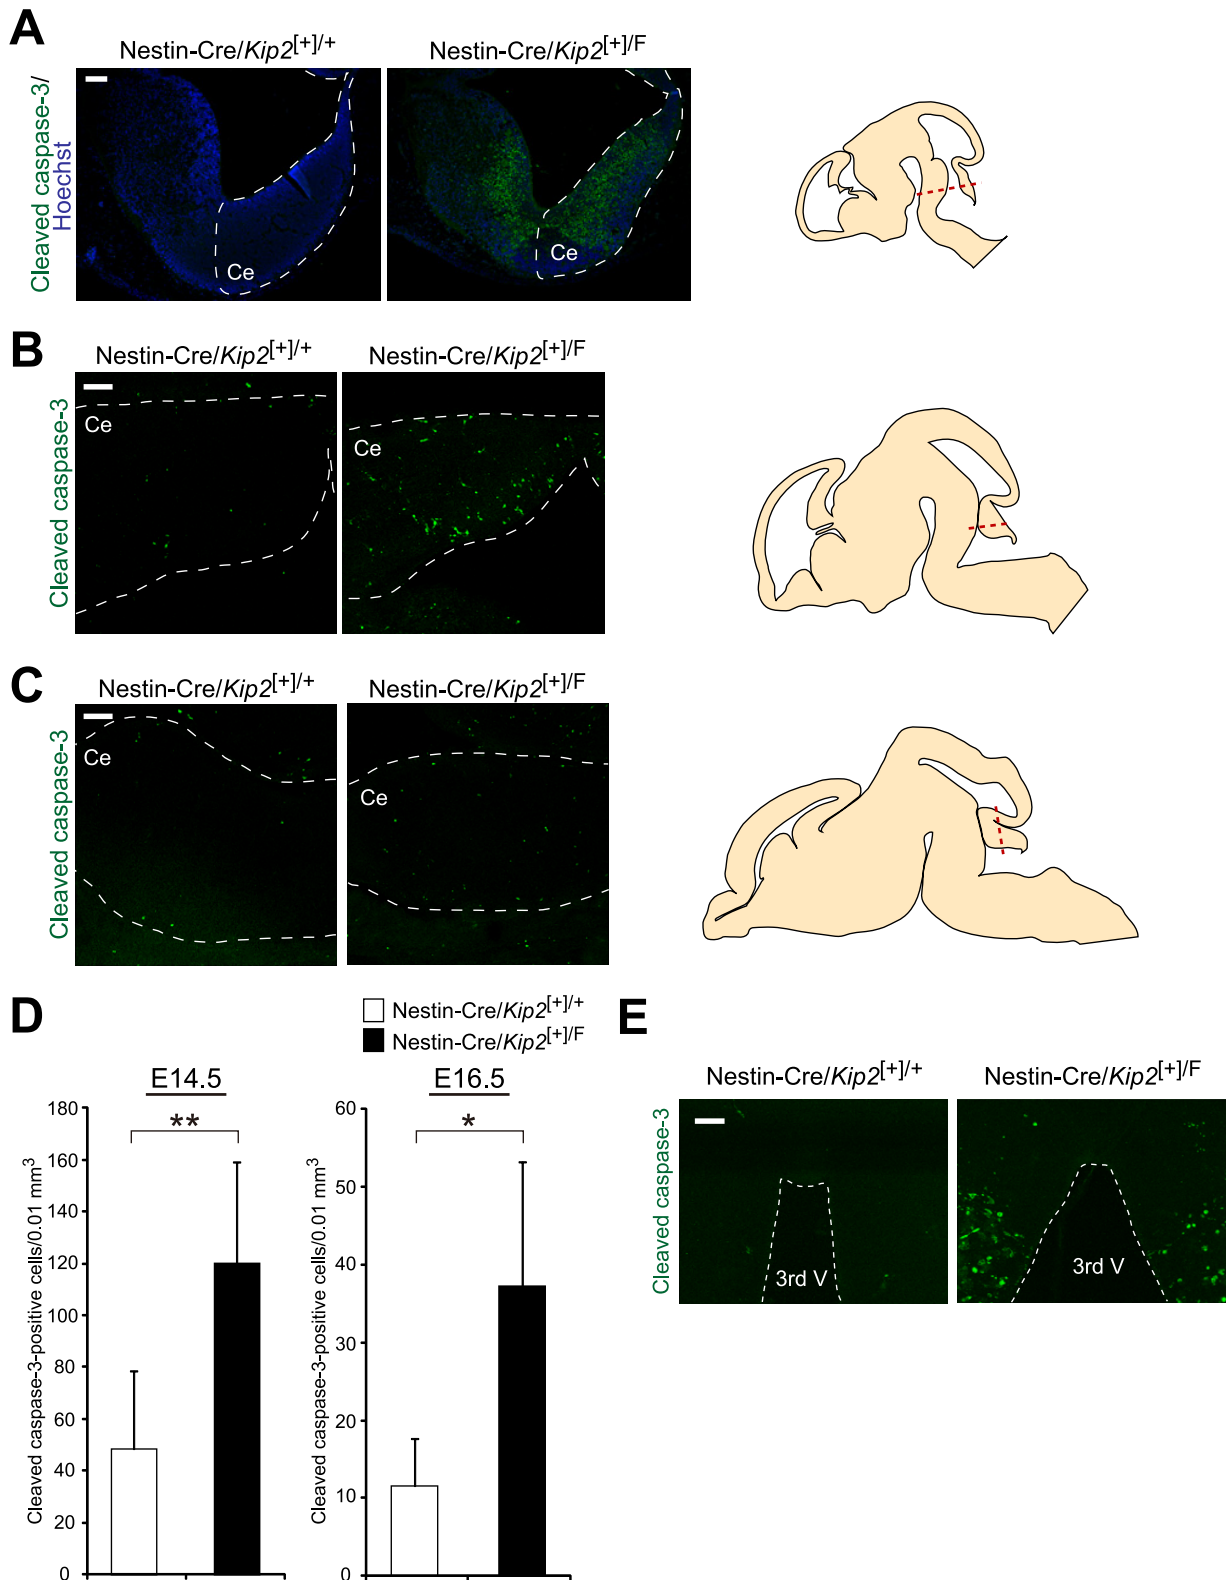 A
Nestin-Cre/Kip2[+]/+
Nestin-Cre/Kip2[+]/F
Cleaved caspase-3/
Hoechst
Ce
Ce
B
Nestin-Cre/Kip2[+]/+
Nestin-Cre/Kip2[+]/F
Cleaved caspase-3
Ce
Ce
C
Nestin-Cre/Kip2[+]/+
Nestin-Cre/Kip2[+]/F
Cleaved caspase-3
Ce
Ce
D
Nestin-Cre/Kip2[+]/+
Nestin-Cre/Kip2[+]/F
E14.5
Cleaved caspase-3-positive cells/0.01 mm3
180
160
140
120
100
80
60
40
20
0
**
E16.5
Cleaved caspase-3-positive cells/0.01 mm3
60
50
40
30
20
10
0
*
E
Nestin-Cre/Kip2[+]/+
Nestin-Cre/Kip2[+]/F
Cleaved caspase-3
3rd V
3rd V